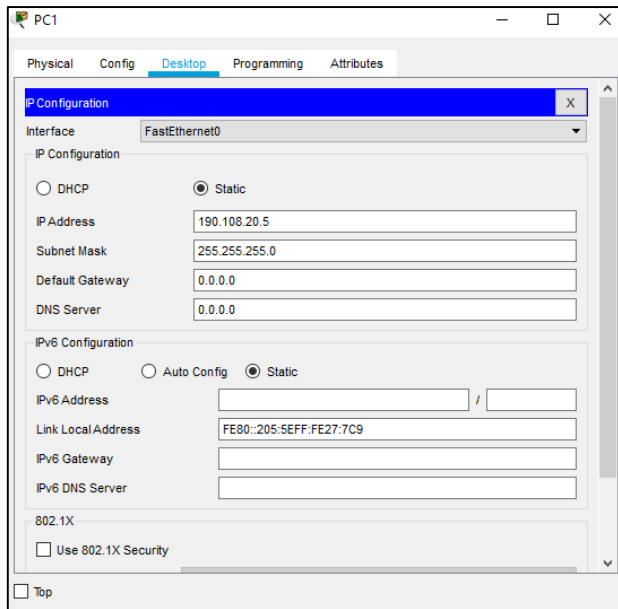 PC1
Physical Config Desktop Programming Attributes
IP Configuration X
Interface FastEthernet0
IP Configuration
DHCP Static
IP Address 190.108.20.5
Subnet Mask 255.255.255.0
Default Gateway 0.0.0.0
DNS Server 0.0.0.0
IPv6 Configuration
DHCP Auto Config Static
IPv6 Address /
Link Local Address FE80::205:5EFF:FE27:7C9
IPv6 Gateway
IPv6 DNS Server
802.1X
Use 802.1X Security
Top